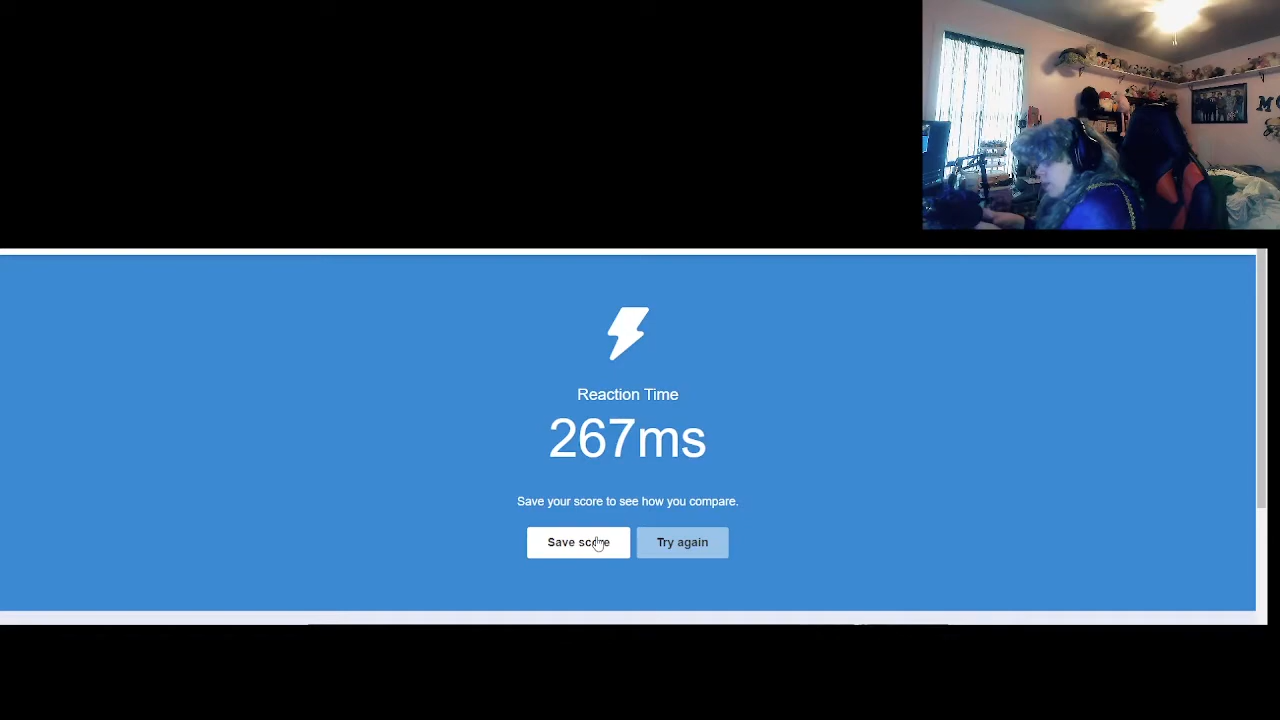 Reaction Time
267ms
Save your score to see how you compare.
Save score
Try again